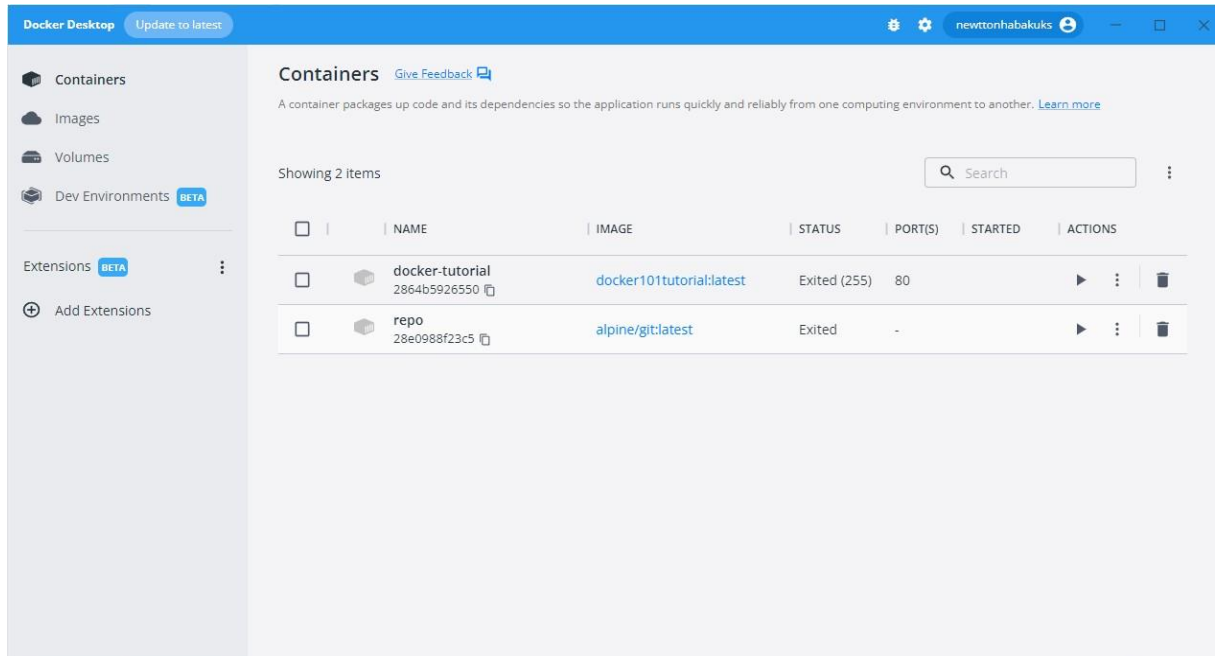 Docker Desktop Update to latest newttonhabakuks
Containers
Images
Volumes
Dev Environments BETA
Extensions BETA
Add Extensions
Containers Give Feedback
A container packages up code and its dependencies so the application runs quickly and reliably from one computing environment to another. Learn more
Showing 2 items Search
NAME IMAGE STATUS PORT(S) STARTED ACTIONS
docker-tutorial docker101tutorial:latest Exited (255) 80
2864b5926550
repo alpine/git:latest Exited -
28e0988f23c5